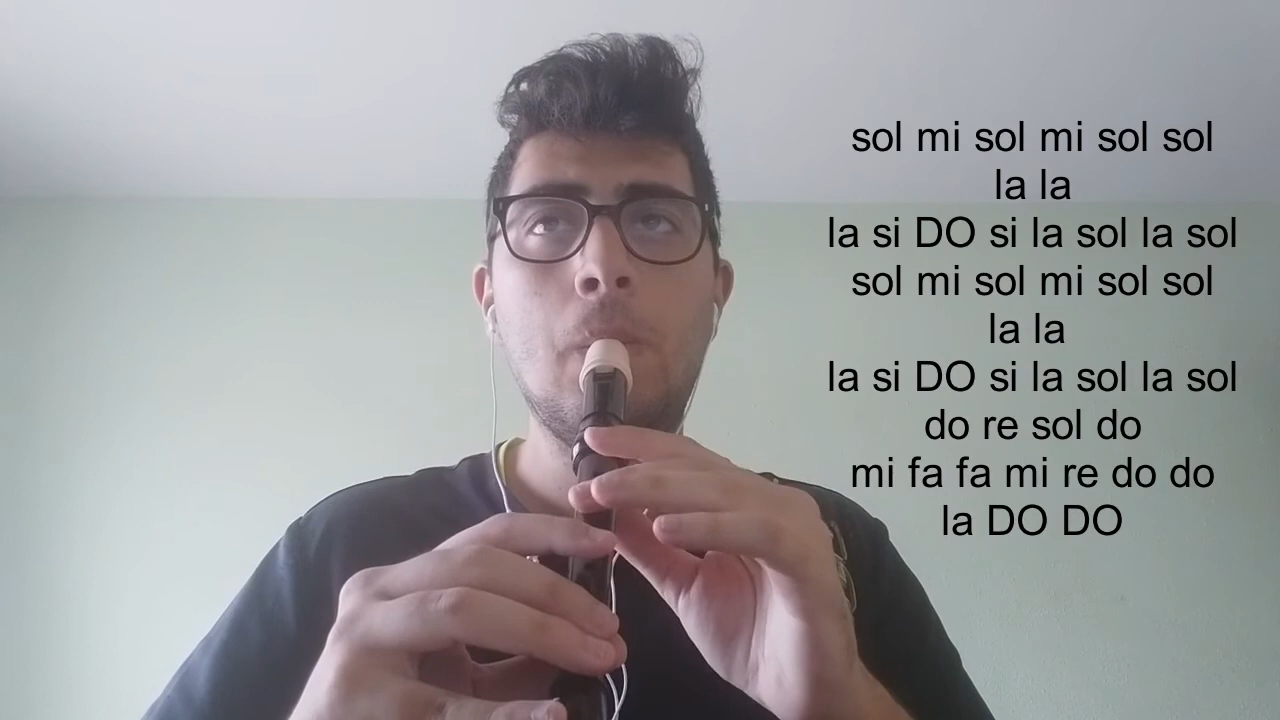 sol mi sol mi sol sol
la la
la si DO si la sol la sol
sol mi sol mi sol sol
la la
la si DO si la sol la sol
do re sol do
mi fa fa mi re do do
la DO DO